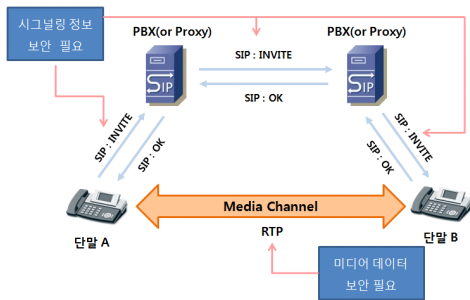 시그널링 정보
보안 필요
PBX(or Proxy)
PBX(or Proxy)
SIP : INVITE
SIP : OK
SIP
SIP
SIP : INVITE
SIP : OK
SIP : INVITE
SIP : OK
Media Channel
단말 A
RTP
단말 B
미디어 데이터
보안 필요